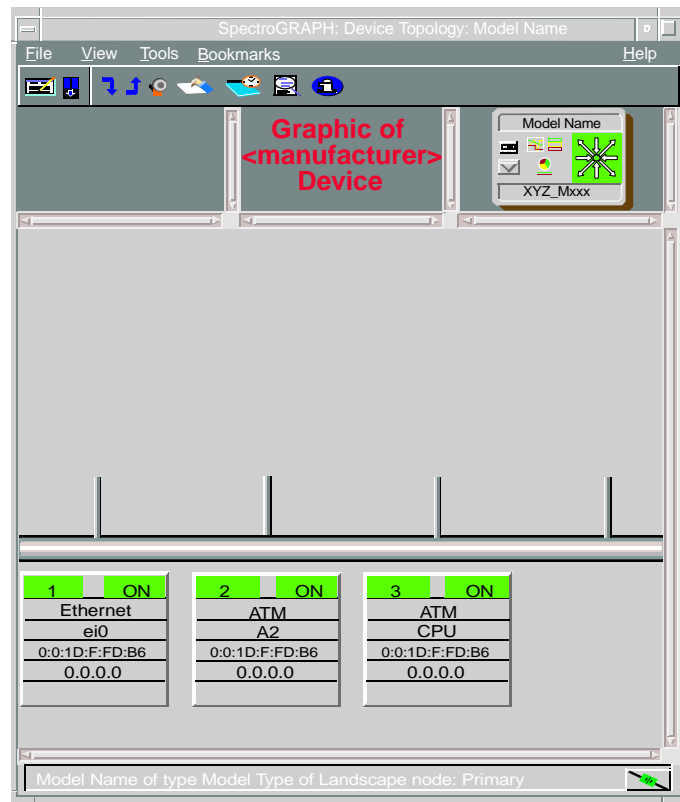 SpectroGRAPH: Device Topology: Model Name
File View Tools Bookmarks Help
Graphic of
<manufacturer>
Device
Model Name
XYZ_Mxxx
1 ON
Ethernet
ei0
0:0:1D:F:FD:B6
0.0.0.0
2 ON
ATM
A2
0:0:1D:F:FD:B6
0.0.0.0
3 ON
ATM
CPU
0:0:1D:F:FD:B6
0.0.0.0
Model Name of type Model Type of Landscape node: Primary